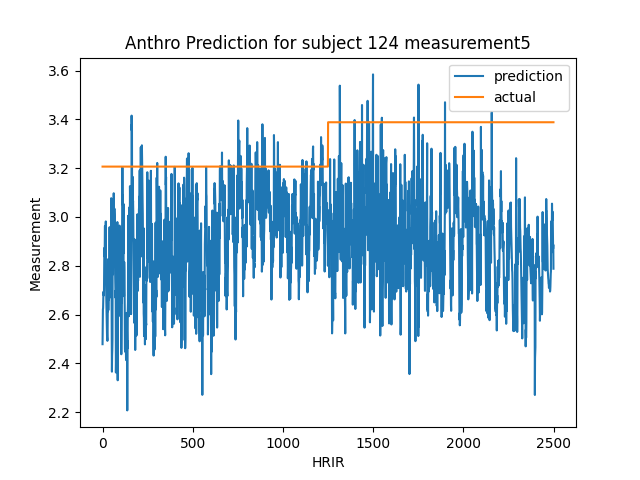 Anthro Prediction for subject 124 measurement5
prediction
actual
Measurement
3.6
3.4
3.2
3.0
2.8
2.6
2.4
2.2
0
500
1000
1500
2000
2500
HRIR